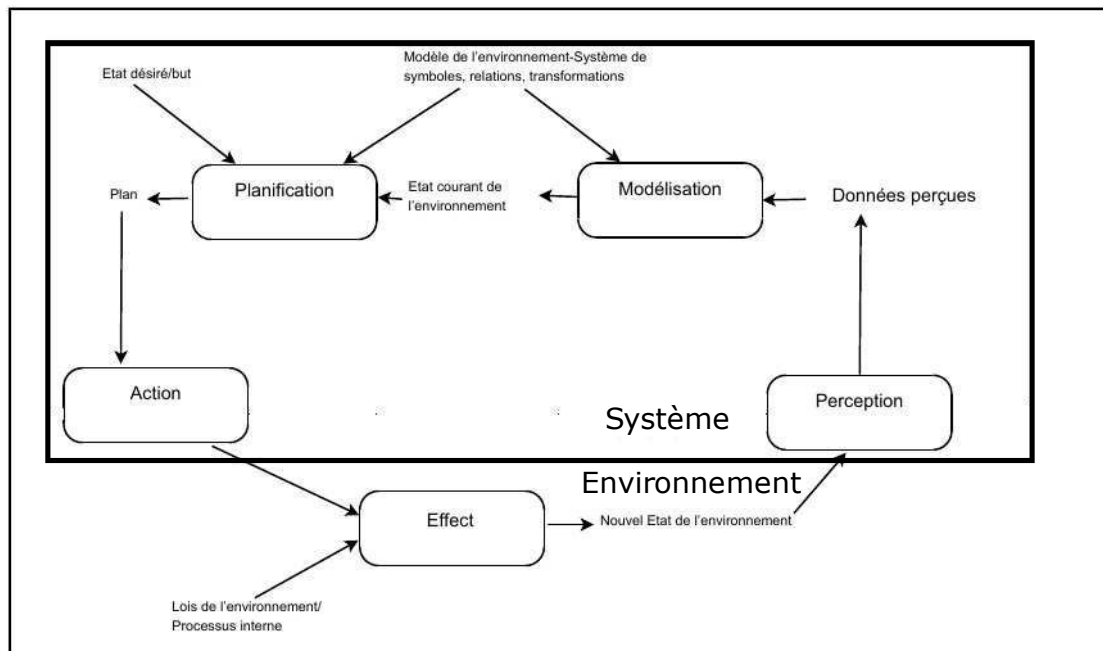 Modèle de l'environnement-Système de
symboles, relations, transformations
Etat désiré/but
Planification
Modélisation
Etat courant de
l'environnement
Plan
Données perçues
Action
Perception
Système
Environnement
Effect
Nouvel Etat de l'environnement
Lois de l'environnement/
Processus interne